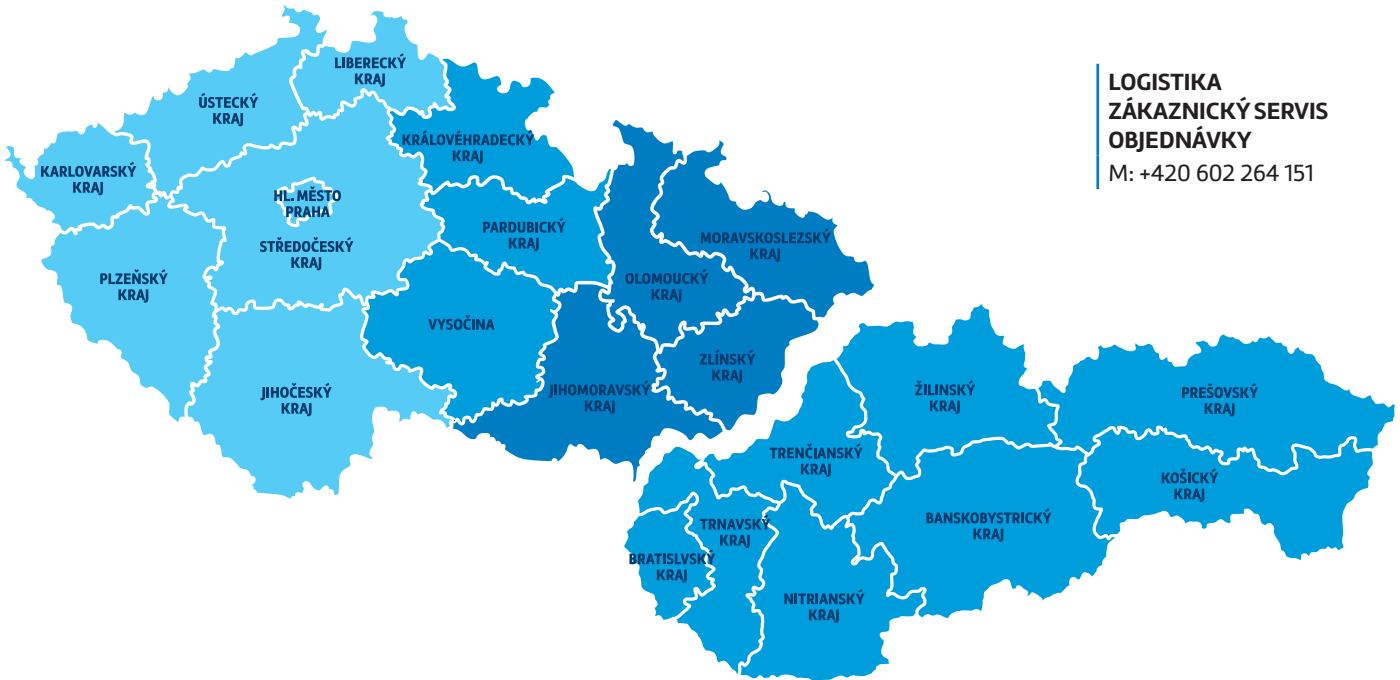 LIBERECKÝ
KRAJ
ÚSTECKÝ
KRAJ
KRÁLOVÉHRADECKÝ
KRAJ
KARLOVARSKÝ
KRAJ
HL. MĚSTO
PRAHA
STŘEDOČESKÝ
KRAJ
PARDUBICKÝ
KRAJ
MORAVSKOSLEZSKÝ
KRAJ
OLOMOUCKÝ
KRAJ
PLZEŇSKÝ
KRAJ
VYSOČINA
ZLÍNSKÝ
KRAJ
JIHOČESKÝ
KRAJ
JIHOMORAVSKÝ
KRAJ
ŽILINSKÝ
KRAJ
PREŠOVSKÝ
KRAJ
TRENČIANSKÝ
KRAJ
KOŠICKÝ
KRAJ
TRNAVSKÝ
KRAJ
BANSKOBYSTRICKÝ
KRAJ
BRATISLVSKÝ
KRAJ
NITRIANSKÝ
KRAJ
LOGISTIKA
ZÁKAZNICKÝ SERVIS
OBJEDNÁVKY
M: +420 602 264 151